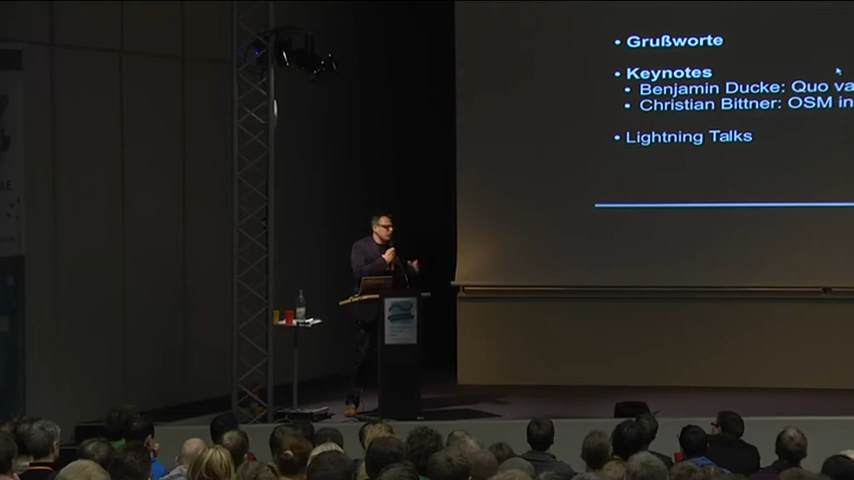 • Grußworte
• Keynotes
• Benjamin Ducke: Quo va
• Christian Bittner: OSM in
• Lightning Talks